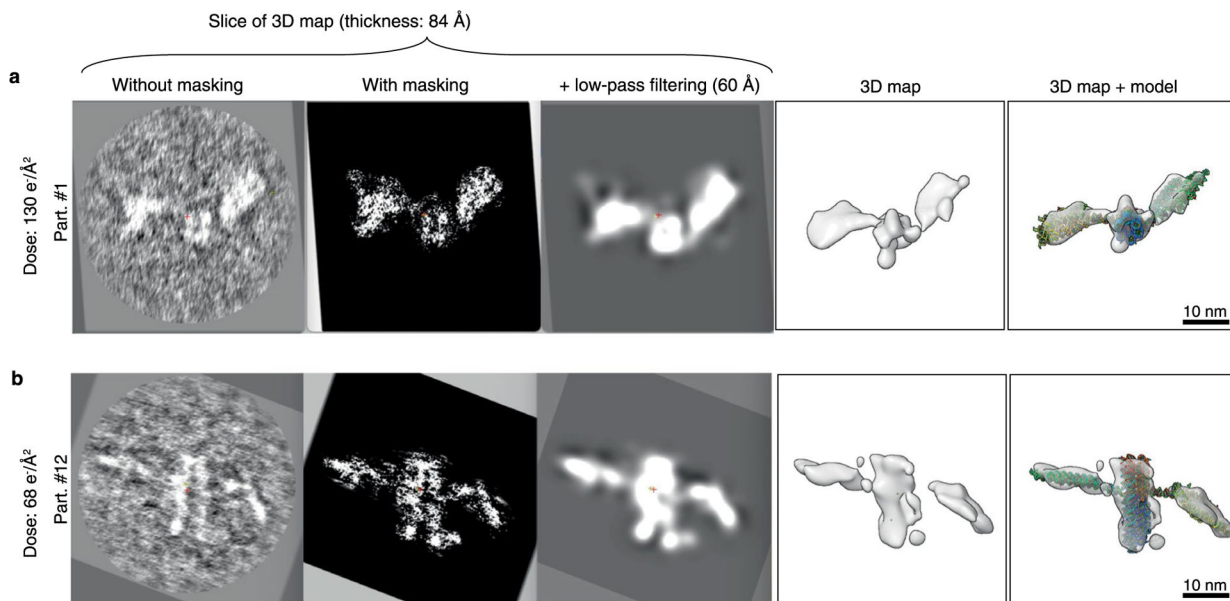 Slice of 3D map (thickness: 84 Å)
a
Without masking
With masking
+ low-pass filtering (60 Å)
3D map
3D map + model
Dose: 130 e⁻/Å²
Part. #1
10 nm
b
Dose: 68 e⁻/Å²
Part. #12
10 nm